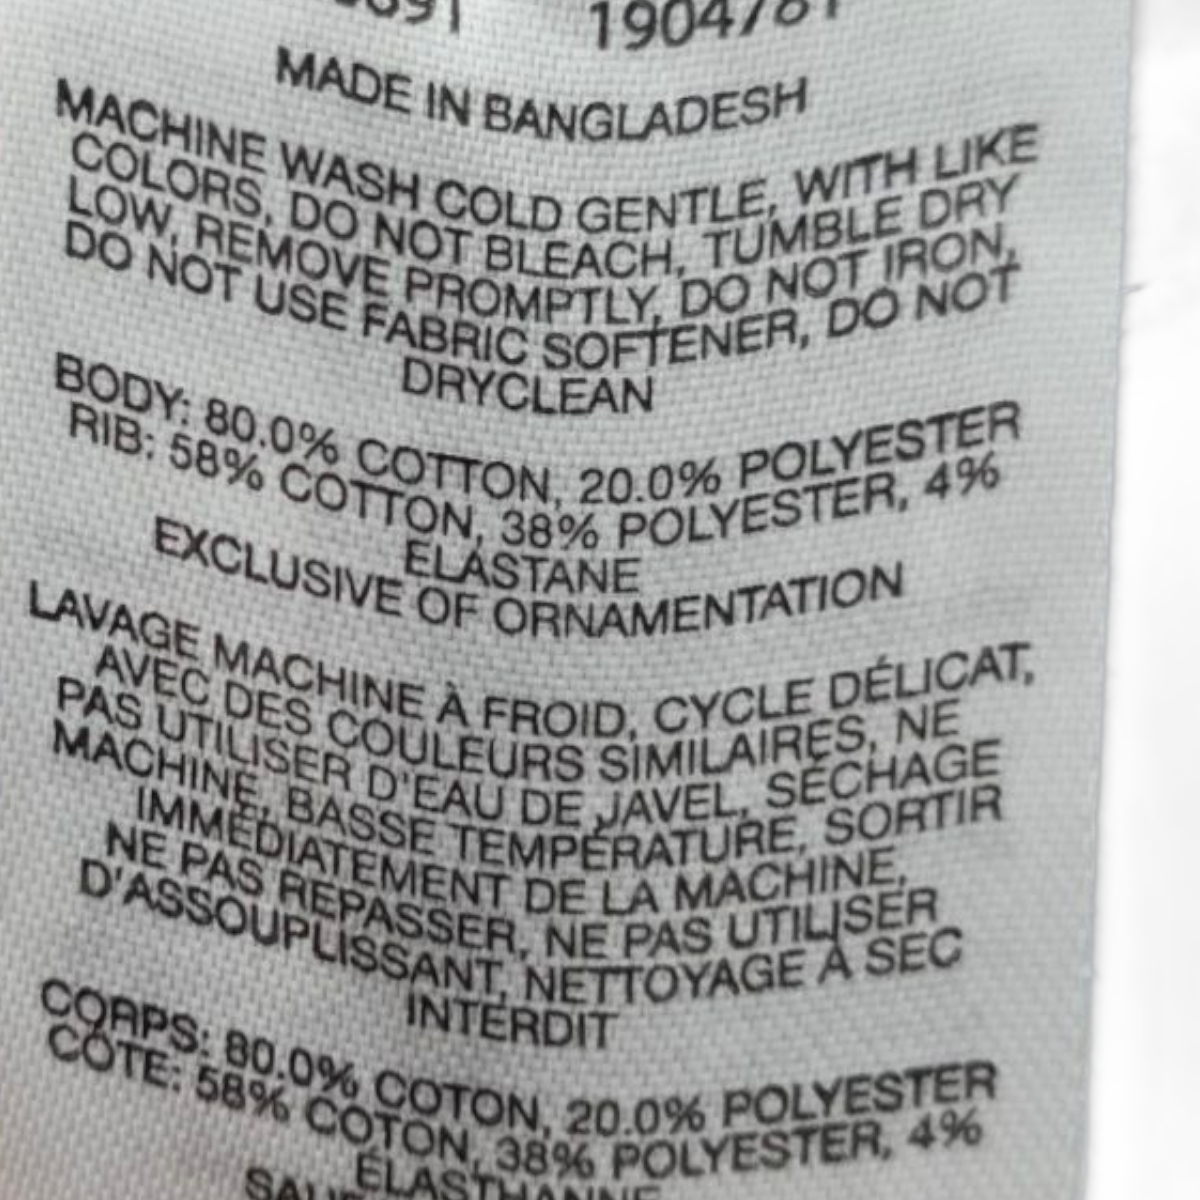 MADE IN BANGLADESH
MACHINE WASH COLD GENTLE, WITH LIKE
COLORS, DO NOT BLEACH, TUMBLE DRY
LOW, REMOVE PROMPTLY, DO NOT IRON,
DO NOT USE FABRIC SOFTENER, DO NOT
DRYCLEAN
BODY: 80.0% COTTON, 20.0% POLYESTER
RIB: 58% COTTON, 38% POLYESTER, 4%
ELASTANE
EXCLUSIVE OF ORNAMENTATION
LAVAGE MACHINE À FROID, CYCLE DÉLICAT,
AVEC DES COULEURS SIMILAIRES, NE
PAS UTILISER D'EAU DE JAVEL, SÉCHAGE
MACHINE, BASSE TEMPÉRATURE, SORTIR
IMMÉDIATEMENT DE LA MACHINE,
NE PAS REPASSER, NE PAS UTILISER
D'ASSOUPLISSANT, NETTOYAGE À SEC
INTERDIT
CORPS: 80.0% COTON, 20.0% POLYESTER
CÔTE: 58% COTON, 38% POLYESTER, 4%
ÉLASTHANNE